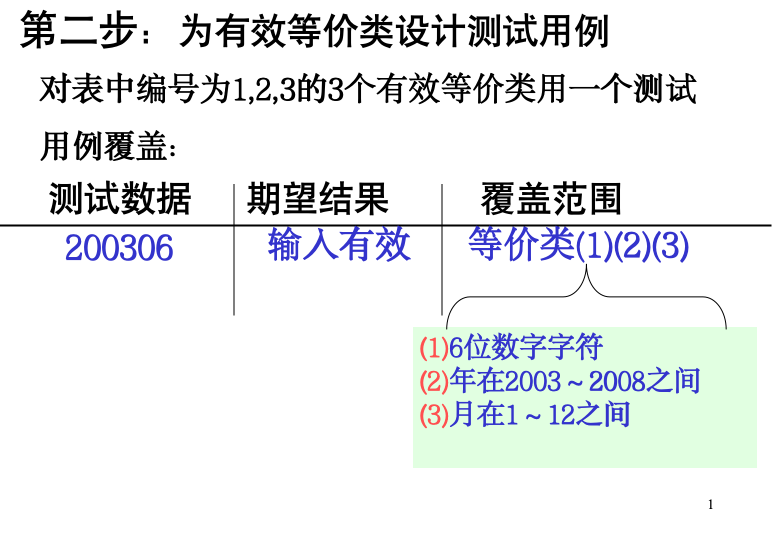 第二步：为有效等价类设计测试用例
对表中编号为1,2,3的3个有效等价类用一个测试
用例覆盖：
测试数据 期望结果 覆盖范围
200306 输入有效 等价类(1)(2)(3)
(1)6位数字字符
(2)年在2003～2008之间
(3)月在1～12之间
1